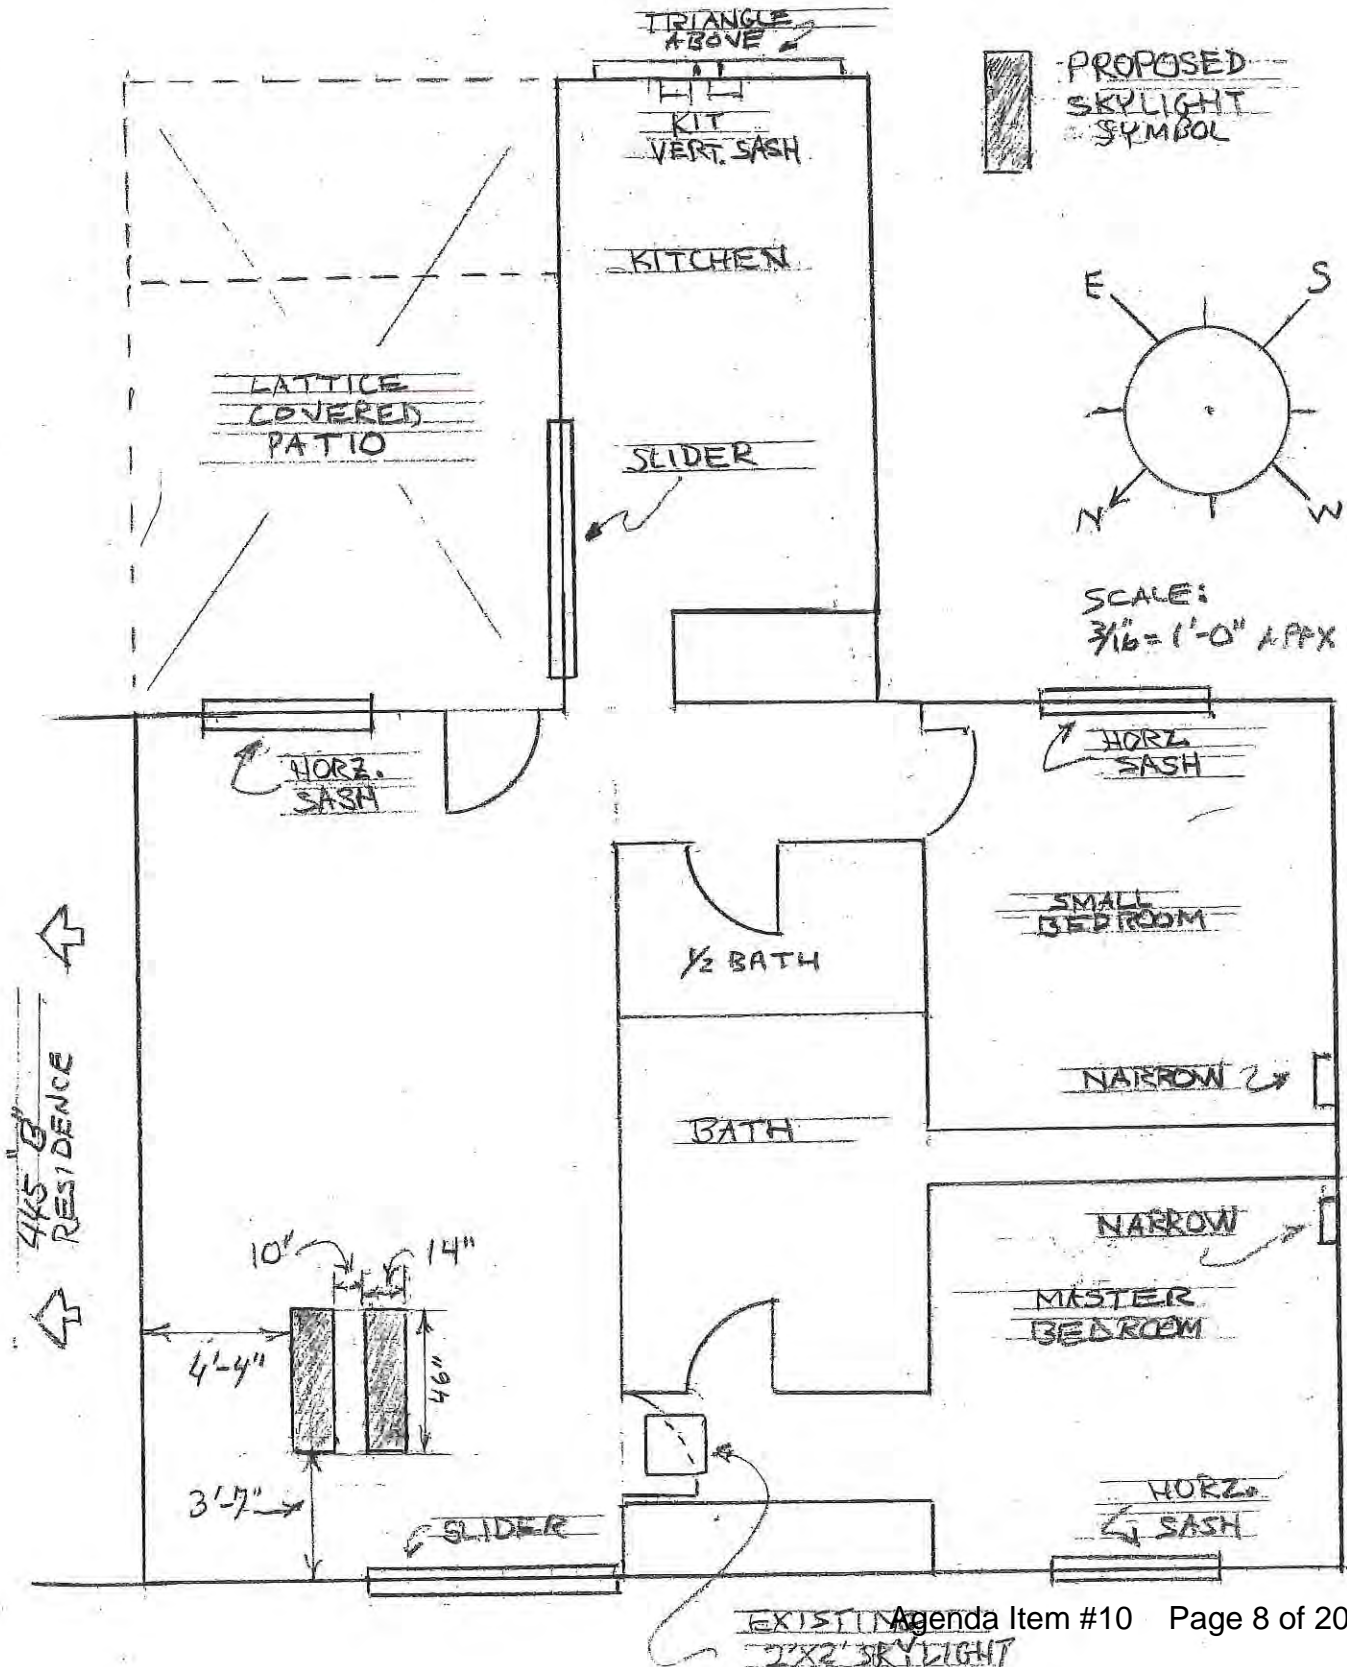 TRIANGLE
ABOVE
PROPOSED
SKYLIGHT
SYMBOL
KIT
VERT. SASH
KITCHEN
E
S
N
W
LATTICE
COVERED
PATIO
SLIDER
SCALE:
3/16" = 1'-0" APPX
HORZ.
SASH
HORZ.
SASH
SMALL
BEDROOM
1/2 BATH
NARROW
BATH
445 "B"
RESIDENCE
NARROW
10"
14"
MASTER
BEDROOM
4'-4"
46"
3'-7"
SLIDER
HORZ.
SASH
EXISTING
2'X2' SKYLIGHT
Agenda Item #10 Page 8 of 20